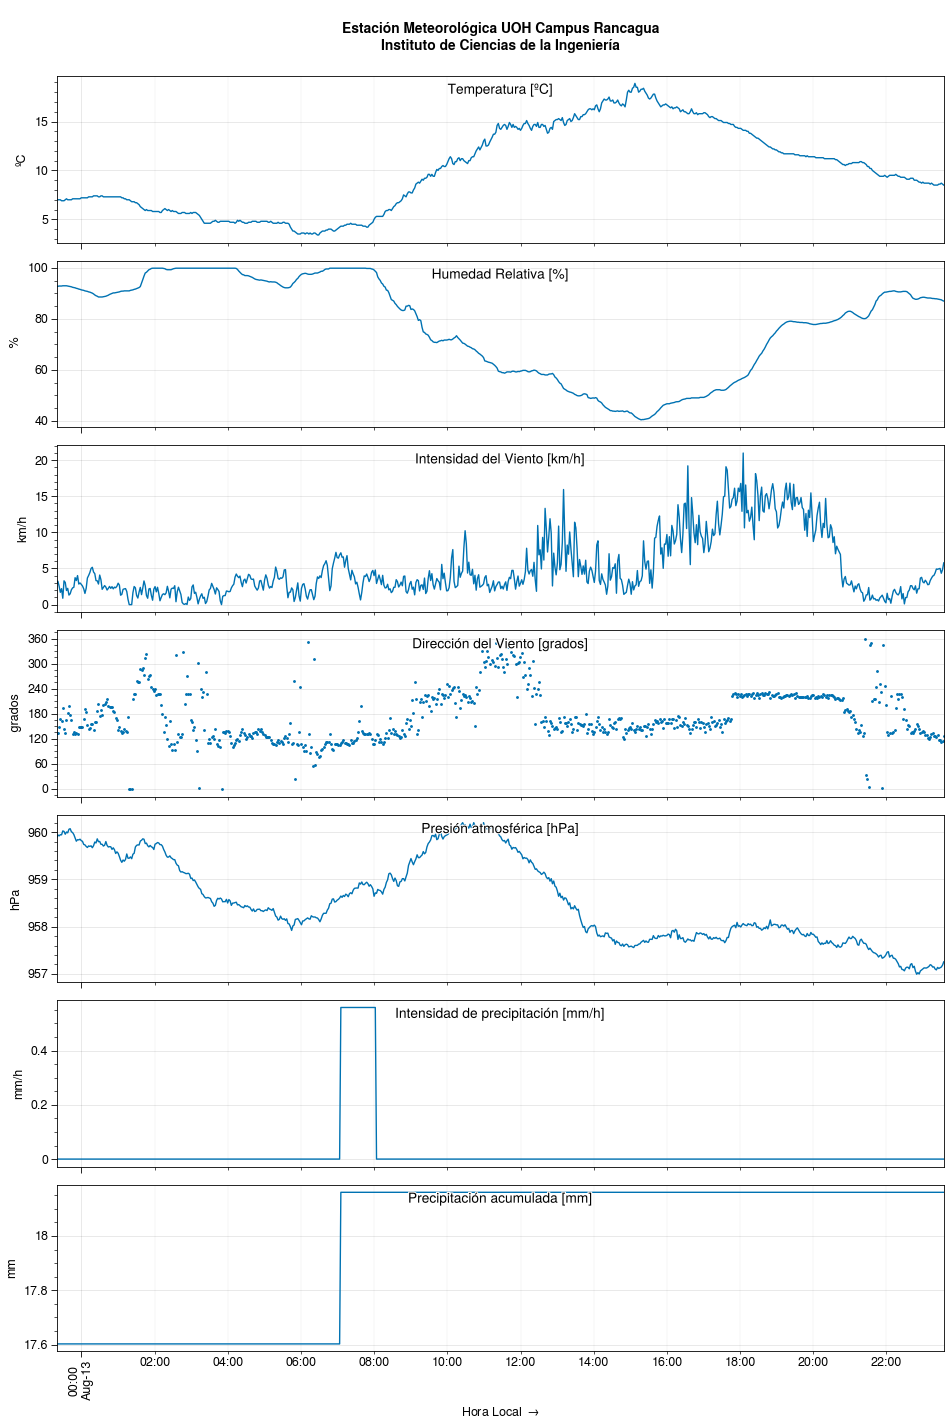 Estación Meteorológica UOH Campus Rancagua
Instituto de Ciencias de la Ingeniería
Temperatura [ºC]
15
10
5
ºC
Humedad Relativa [%]
100
80
60
40
%
Intensidad del Viento [km/h]
20
15
10
5
0
km/h
Dirección del Viento [grados]
360
300
240
180
120
60
0
grados
Presión atmosférica [hPa]
960
959
958
957
hPa
Intensidad de precipitación [mm/h]
0.4
0.2
0
mm/h
Precipitación acumulada [mm]
18
17.8
17.6
mm
00:00
Aug-13
02:00
04:00
06:00
08:00
10:00
12:00
14:00
16:00
18:00
20:00
22:00
Hora Local →